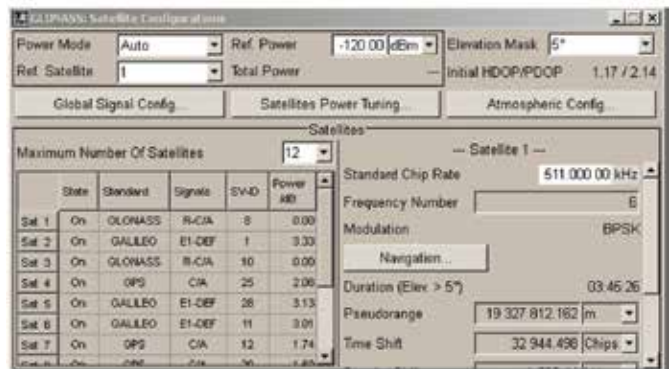 GLONASS: Satellite Configurations
Power Mode Auto Ref. Power -120.00 dBm Elevation Mask 5°
Ref. Satellite 1 Total Power --- Initial HDOP/PDOP 1.17 / 2.14
Global Signal Config... Satellites Power Tuning... Atmospheric Config...
Satellites
Maximum Number Of Satellites 12
--- Satellite 1 ---
State Standard Signals SV-ID Power
Sat 1 On GLONASS R-C/A 8 0.00
Sat 2 On GALILEO E1-DEF 1 3.33
Sat 3 On GLONASS R-C/A 10 0.00
Sat 4 On GPS C/A 25 2.06
Sat 5 On GALILEO E1-DEF 28 3.13
Sat 6 On GALILEO E1-DEF 11 3.01
Sat 7 On GPS C/A 12 1.74
Standard Chip Rate 511.000 00 kHz
Frequency Number 6
Modulation BPSK
Navigation...
Duration (Elev. > 5°) 03:46:26
Pseudorange 19 327 812.162 m
Time Shift 32 944.498 Chips